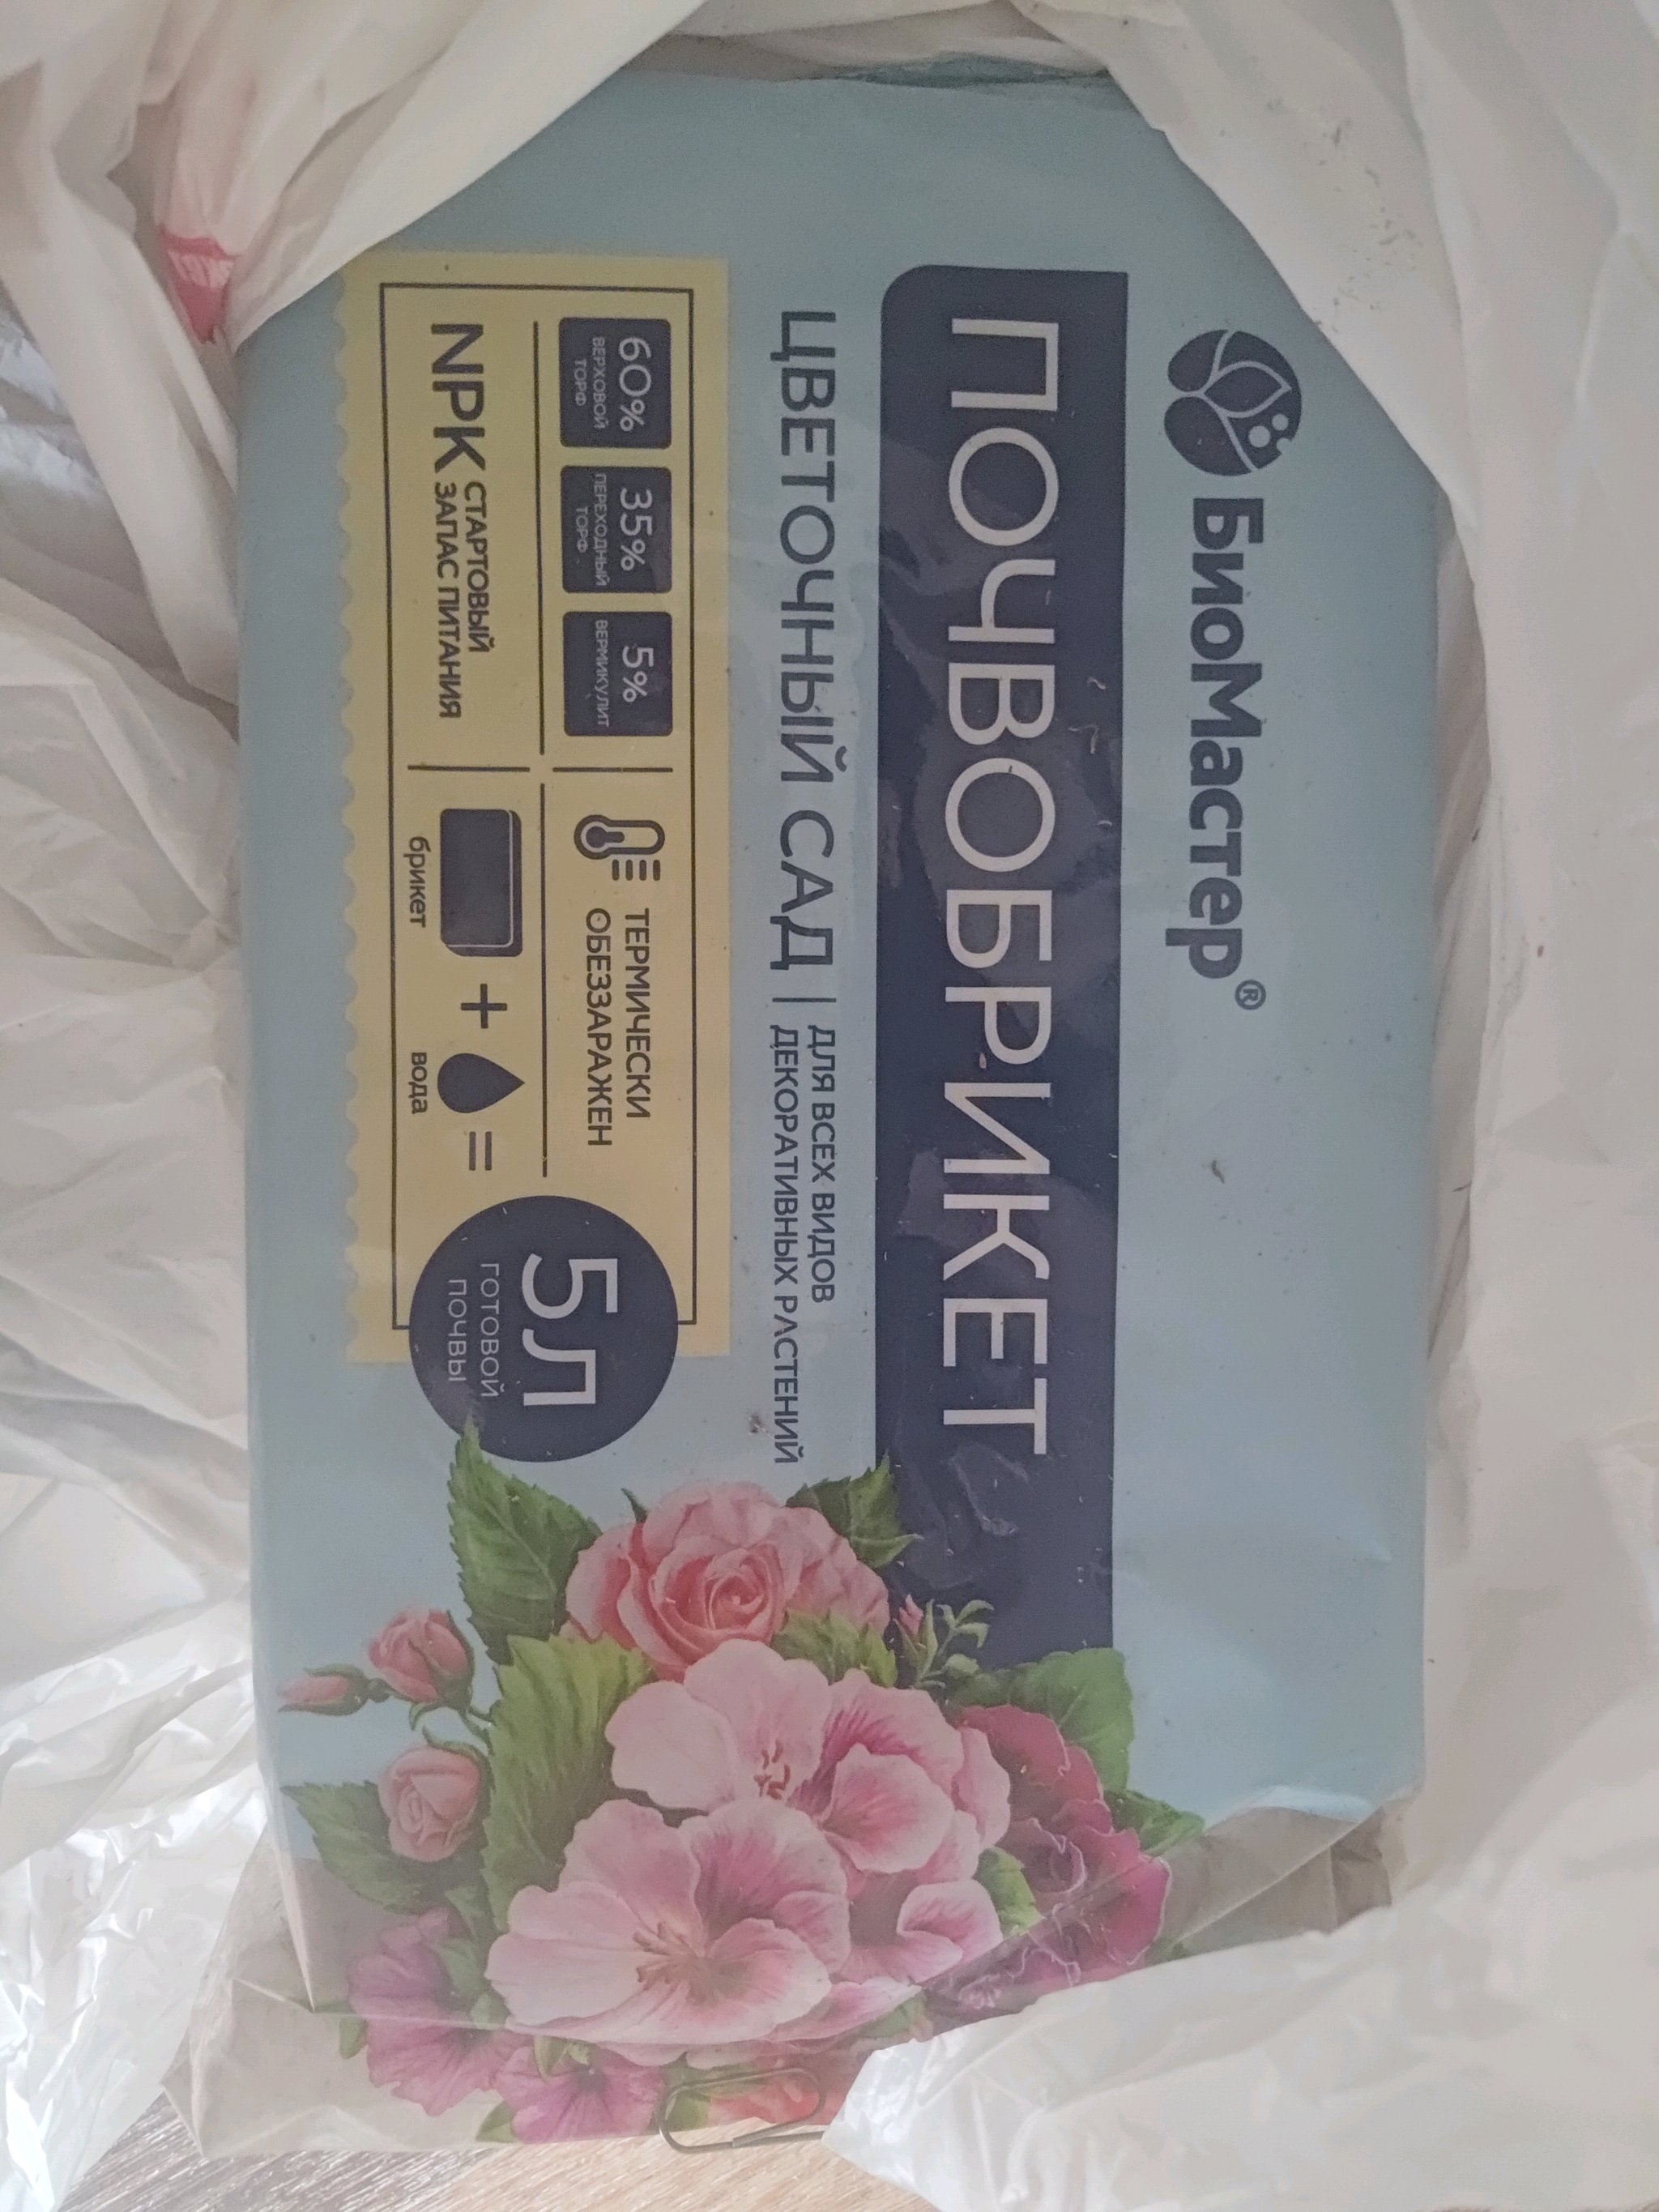 БиоМастер®
ПОЧВОБРИКЕТ
ЦВЕТОЧНЫЙ САД
ДЛЯ ВСЕХ ВИДОВ
ДЕКОРАТИВНЫХ РАСТЕНИЙ
60%
ВЕРХОВОЙ
ТОРФ
35%
ПЕРЕХОДНЫЙ
ТОРФ
5%
ВЕРМИКУЛИТ
ТЕРМИЧЕСКИ
ОБЕЗЗАРАЖЕН
NPK
СТАРТОВЫЙ
ЗАПАС ПИТАНИЯ
брикет
+
вода
=
5Л
ГОТОВОЙ
ПОЧВЫ